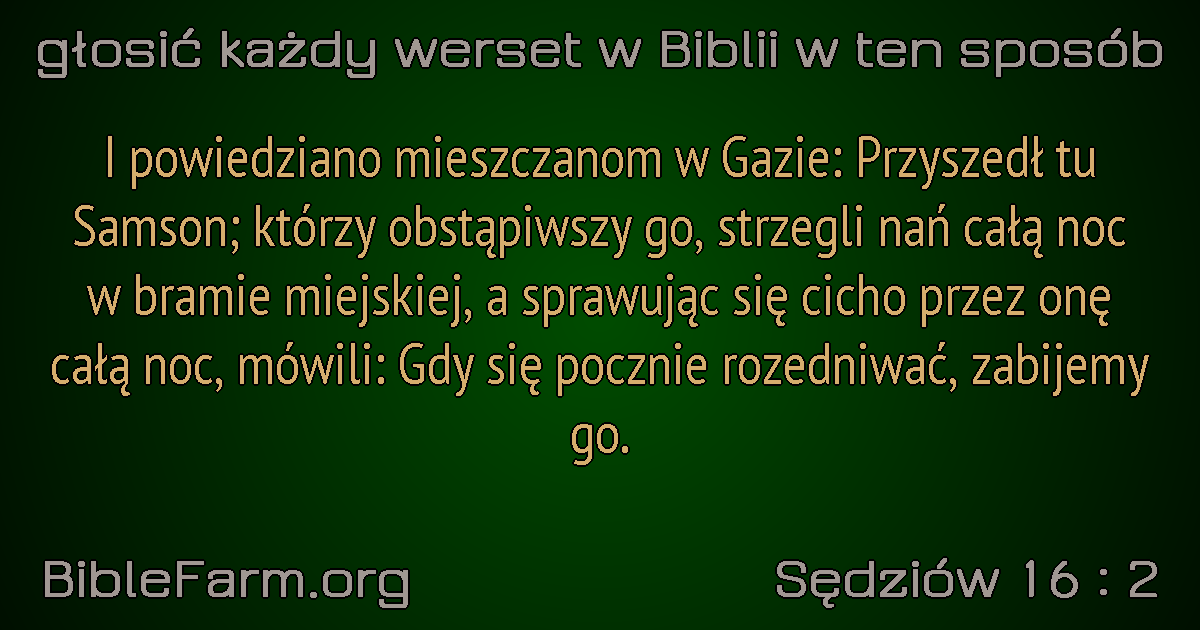 głosić każdy werset w Biblii w ten sposób
I powiedziano mieszczanom w Gazie: Przyszedł tu
Samson; którzy obstąpiwszy go, strzegli nań całą noc
w bramie miejskiej, a sprawując się cicho przez onę
całą noc, mówili: Gdy się pocznie rozedniwać, zabijemy
go.
BibleFarm.org
Sędziów 16 : 2